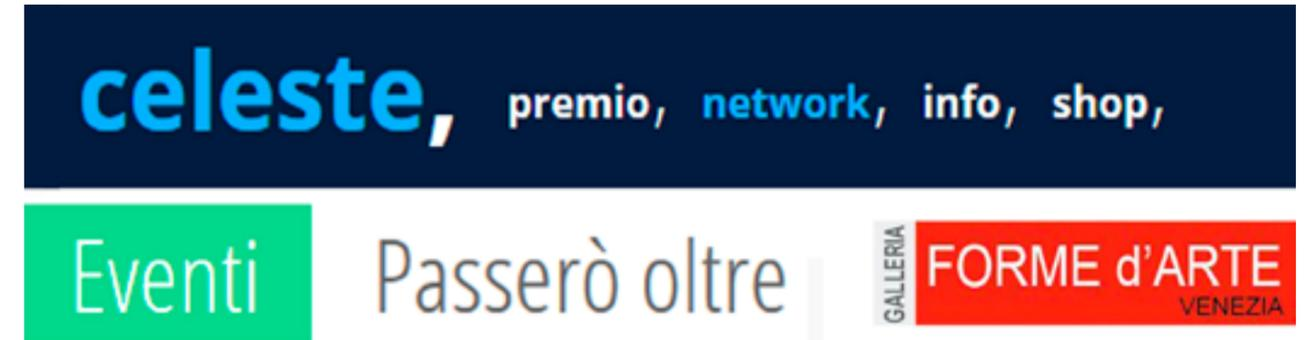 celeste, premio, network, info, shop,
Eventi Passerò oltre GALLERIA FORME d'ARTE
VENEZIA